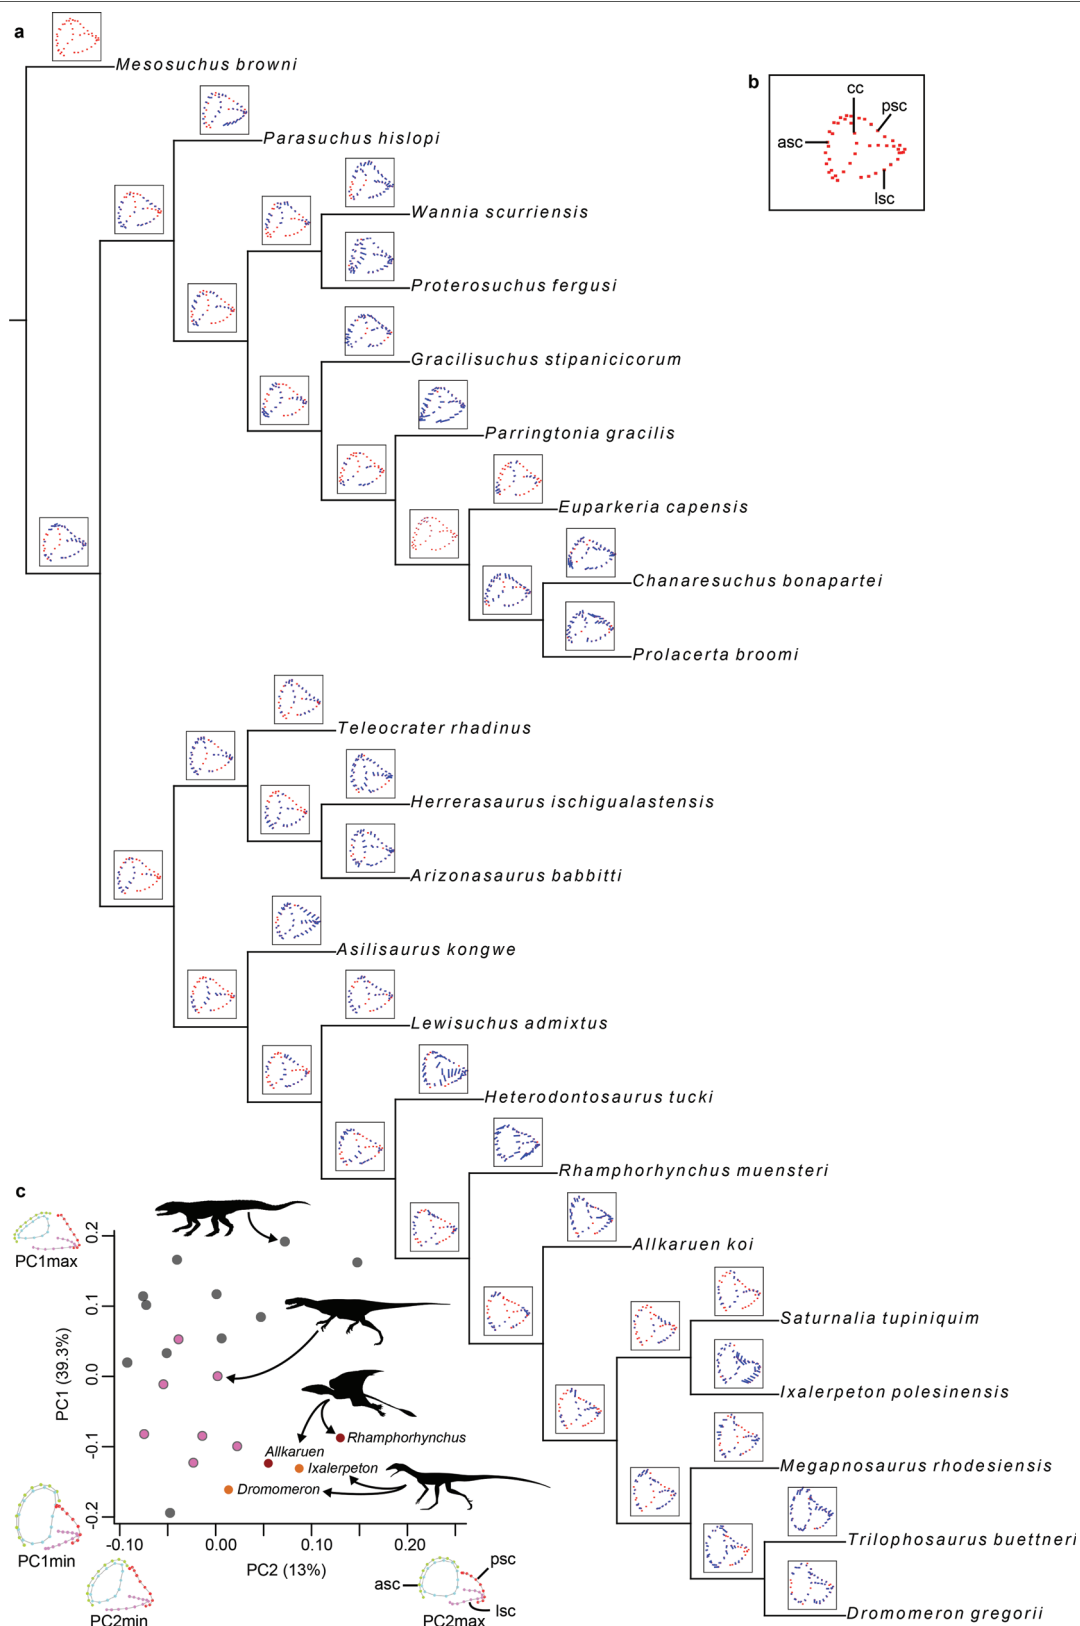 a
Mesosuchus browni
b
cc
psc
asc
lsc
Parasuchus hislopi
Wannia scurriensis
Proterosuchus fergusi
Gracilisuchus stipanicicorum
Parringtonia gracilis
Euparkeria capensis
Chanaresuchus bonapartei
Prolacerta broomi
Teleocrater rhadinus
Herrerasaurus ischigualastensis
Arizonasaurus babbitti
Asilisaurus kongwe
Lewisuchus admixtus
Heterodontosaurus tucki
Rhamphorhynchus muensteri
Allkaruen koi
Saturnalia tupiniquim
Ixalerpeton polesinensis
Megapnosaurus rhodesiensis
Trilophosaurus buettneri
Dromomeron gregorii
c
PC1max
0.2
0.1
0.0
-0.1
-0.2
PC1 (39.3%)
Rhamphorhynchus
Allkaruen
Ixalerpeton
Dromomeron
PC1min
-0.10
0.00
0.10
0.20
PC2 (13%)
PC2min
asc
psc
lsc
PC2max